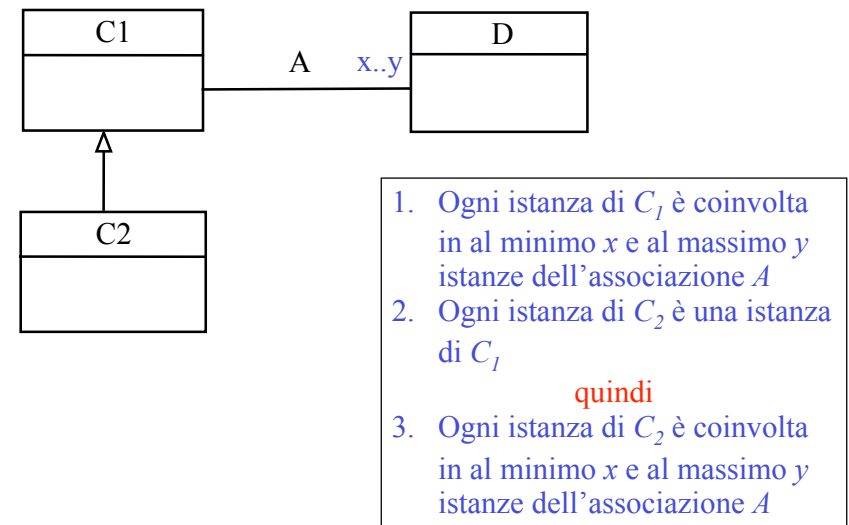 C1
D
A
x..y
C2
1. Ogni istanza di C1 è coinvolta
in al minimo x e al massimo y
istanze dell’associazione A
2. Ogni istanza di C2 è una istanza
di C1
quindi
3. Ogni istanza di C2 è coinvolta
in al minimo x e al massimo y
istanze dell’associazione A